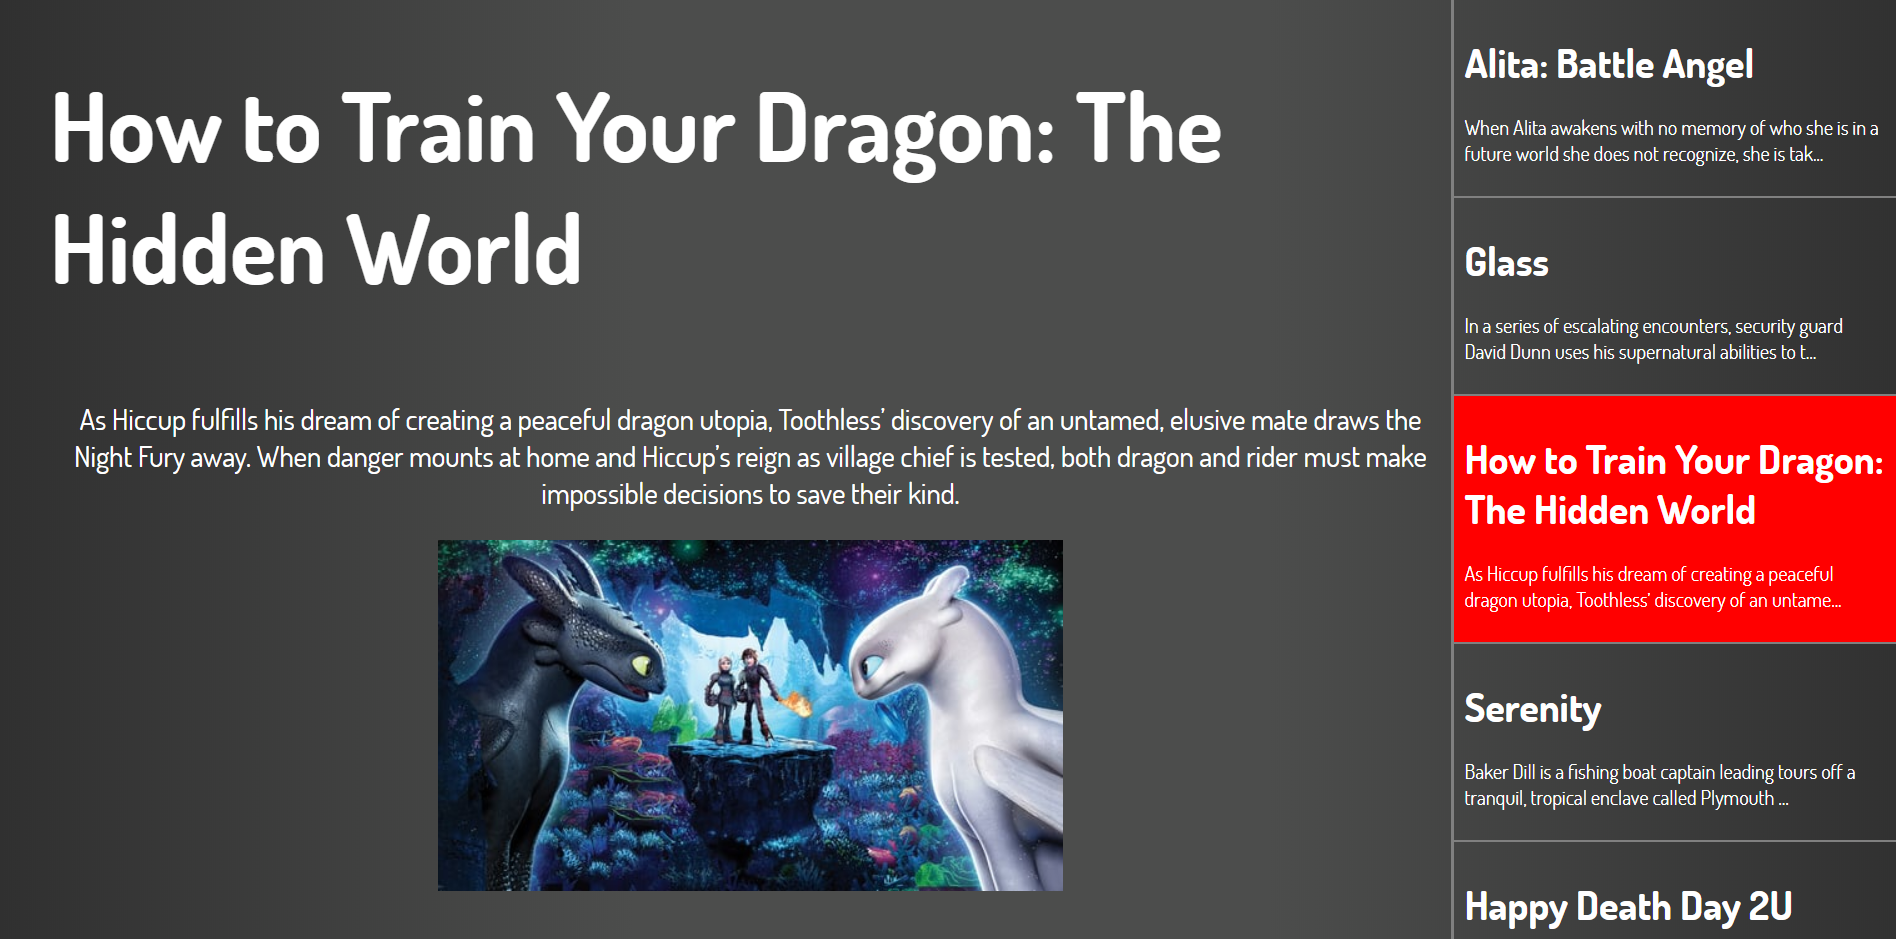 How to Train Your Dragon: The
Hidden World
As Hiccup fulfills his dream of creating a peaceful dragon utopia, Toothless’ discovery of an untamed, elusive mate draws the
Night Fury away. When danger mounts at home and Hiccup’s reign as village chief is tested, both dragon and rider must make
impossible decisions to save their kind.
Alita: Battle Angel
When Alita awakens with no memory of who she is in a
future world she does not recognize, she is tak...
Glass
In a series of escalating encounters, security guard
David Dunn uses his supernatural abilities to t...
How to Train Your Dragon:
The Hidden World
As Hiccup fulfills his dream of creating a peaceful
dragon utopia, Toothless’ discovery of an untame...
Serenity
Baker Dill is a fishing boat captain leading tours off a
tranquil, tropical enclave called Plymouth ...
Happy Death Day 2U